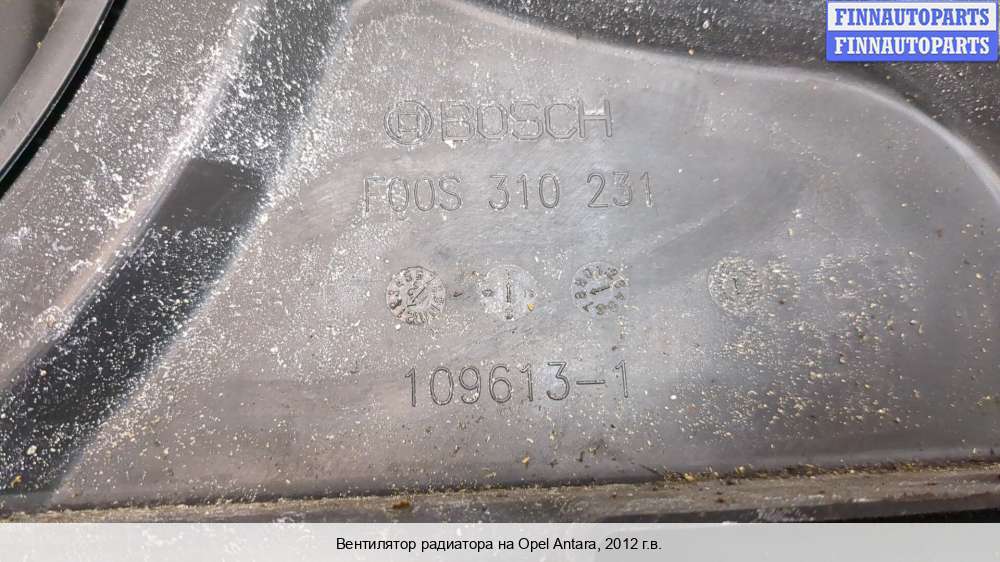 FINNAUTOPARTS
FINNAUTOPARTS
BOSCH
F00S 310 231
109613-1
Вентилятор радиатора на Opel Antara, 2012 г.в.